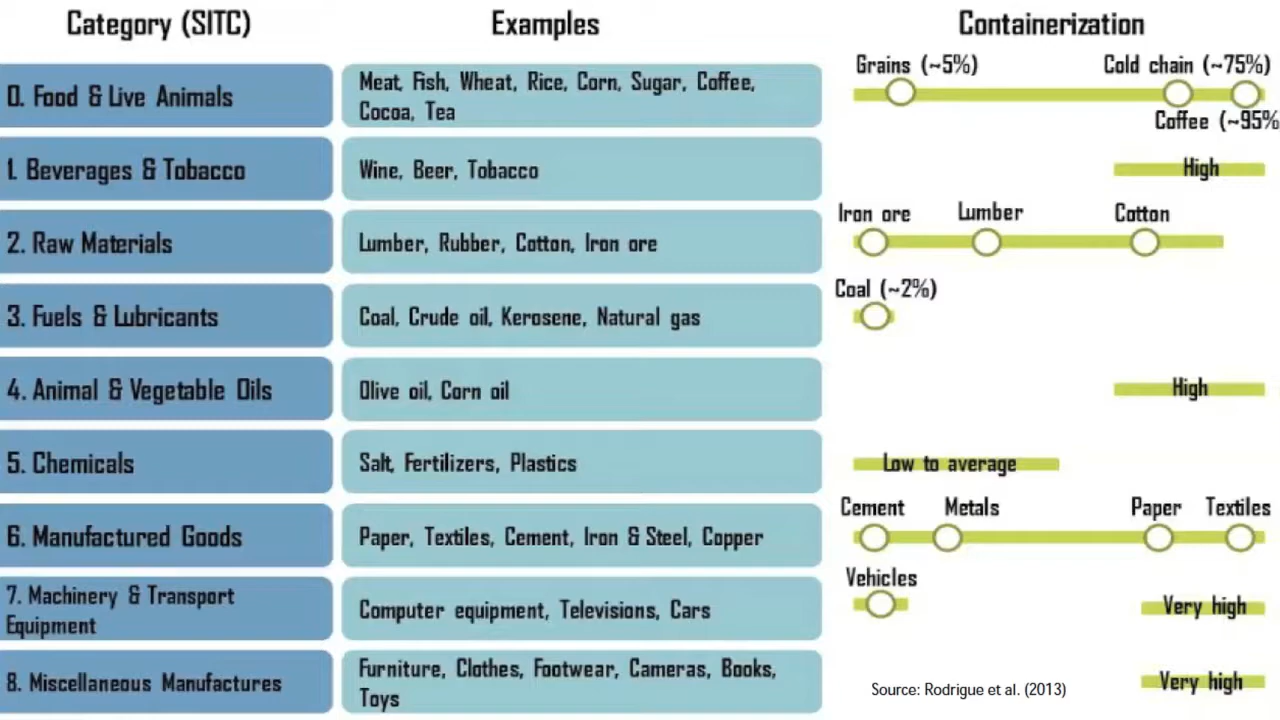 Category (SITC)
Examples
Containerization
0. Food & Live Animals
Meat, Fish, Wheat, Rice, Corn, Sugar, Coffee,
Cocoa, Tea
Grains (~5%)
Cold chain (~75%)
Coffee (~95%
1. Beverages & Tobacco
Wine, Beer, Tobacco
High
2. Raw Materials
Lumber, Rubber, Cotton, Iron ore
Iron ore
Lumber
Cotton
3. Fuels & Lubricants
Coal, Crude oil, Kerosene, Natural gas
Coal (~2%)
4. Animal & Vegetable Oils
Olive oil, Corn oil
High
5. Chemicals
Salt, Fertilizers, Plastics
Low to average
6. Manufactured Goods
Paper, Textiles, Cement, Iron & Steel, Copper
Cement
Metals
Paper
Textiles
7. Machinery & Transport
Equipment
Computer equipment, Televisions, Cars
Vehicles
Very high
8. Miscellaneous Manufactures
Furniture, Clothes, Footwear, Cameras, Books,
Toys
Very high
Source: Rodrigue et al. (2013)